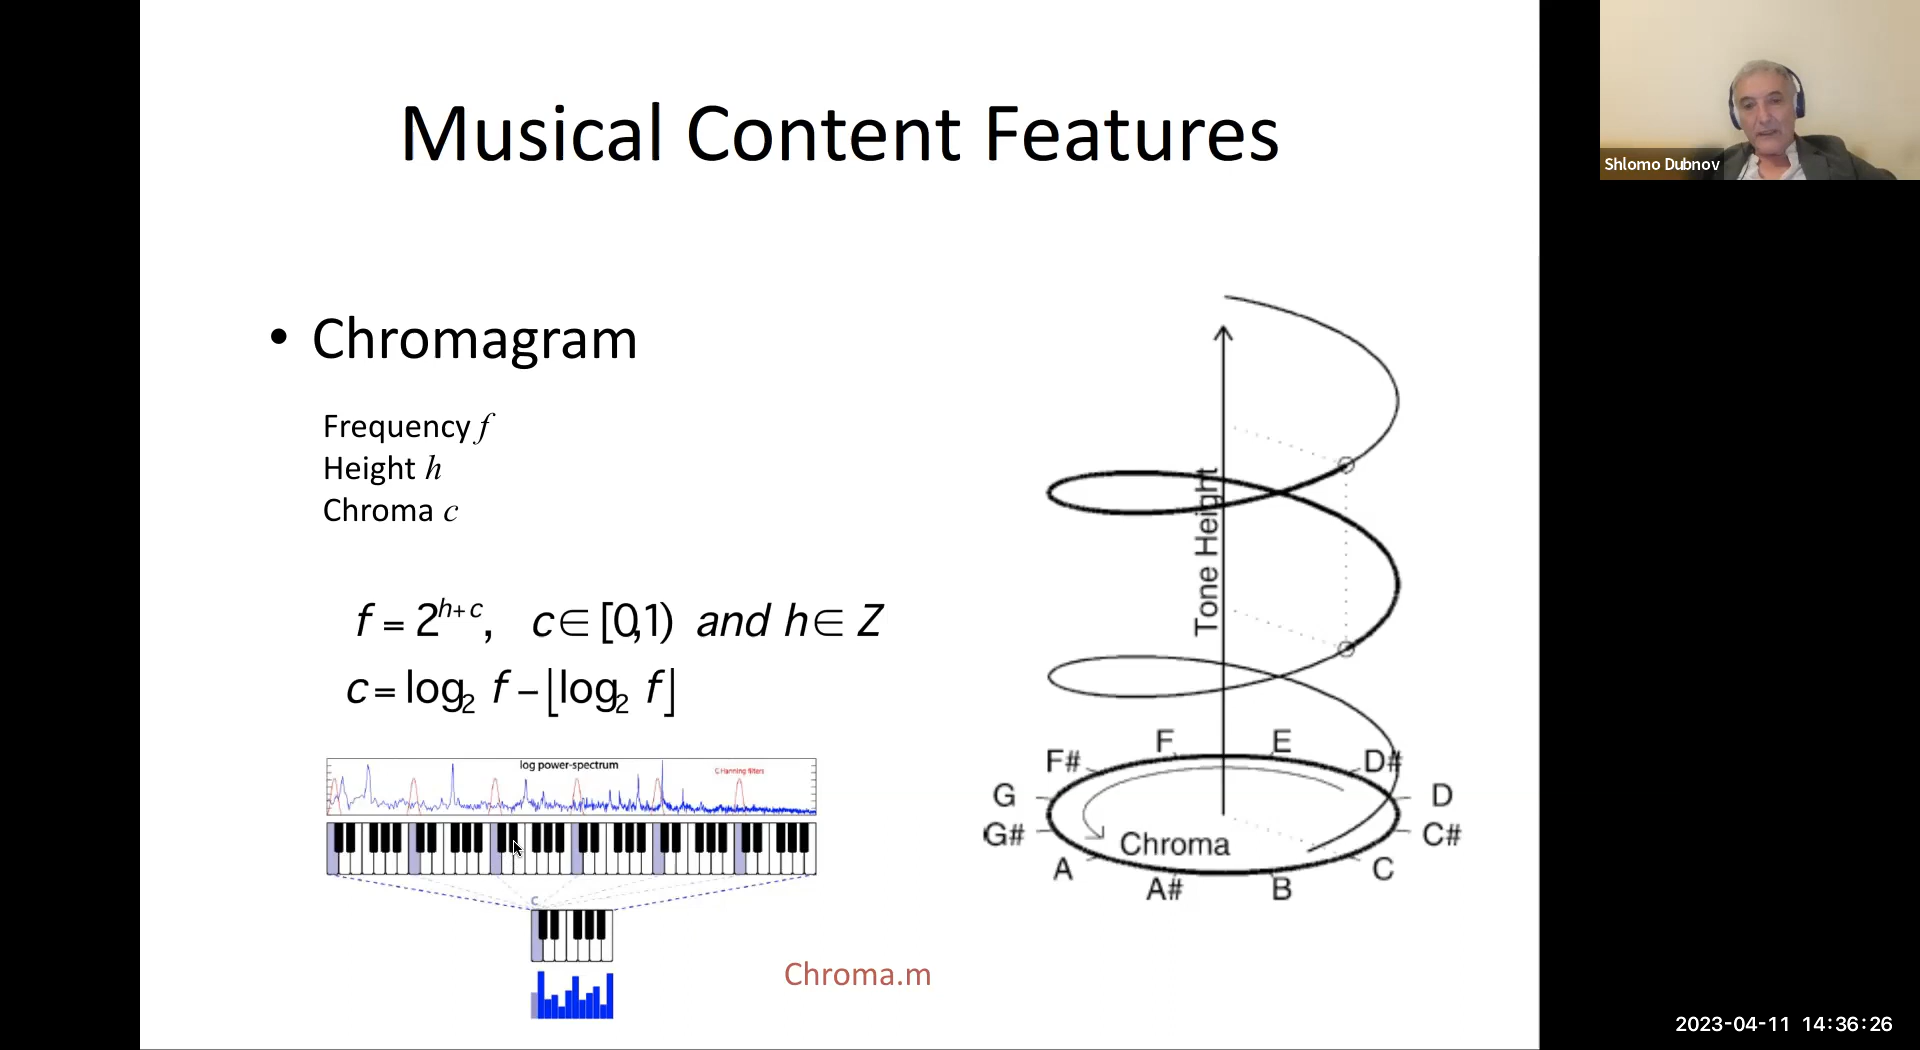 Musical Content Features
Shlomo Dubnov
• Chromagram
Frequency f
Height h
Chroma c
f = 2^{h+c}, c∈[0,1) and h∈ Z
c = log₂ f – ⌊log₂ f⌋
log power-spectrum
C Hanning filters
C
Chroma.m
Tone Height
F
E
F#
D#
G
D
G#
C#
Chroma
A
C
A#
B
2023-04-11 14:36:26